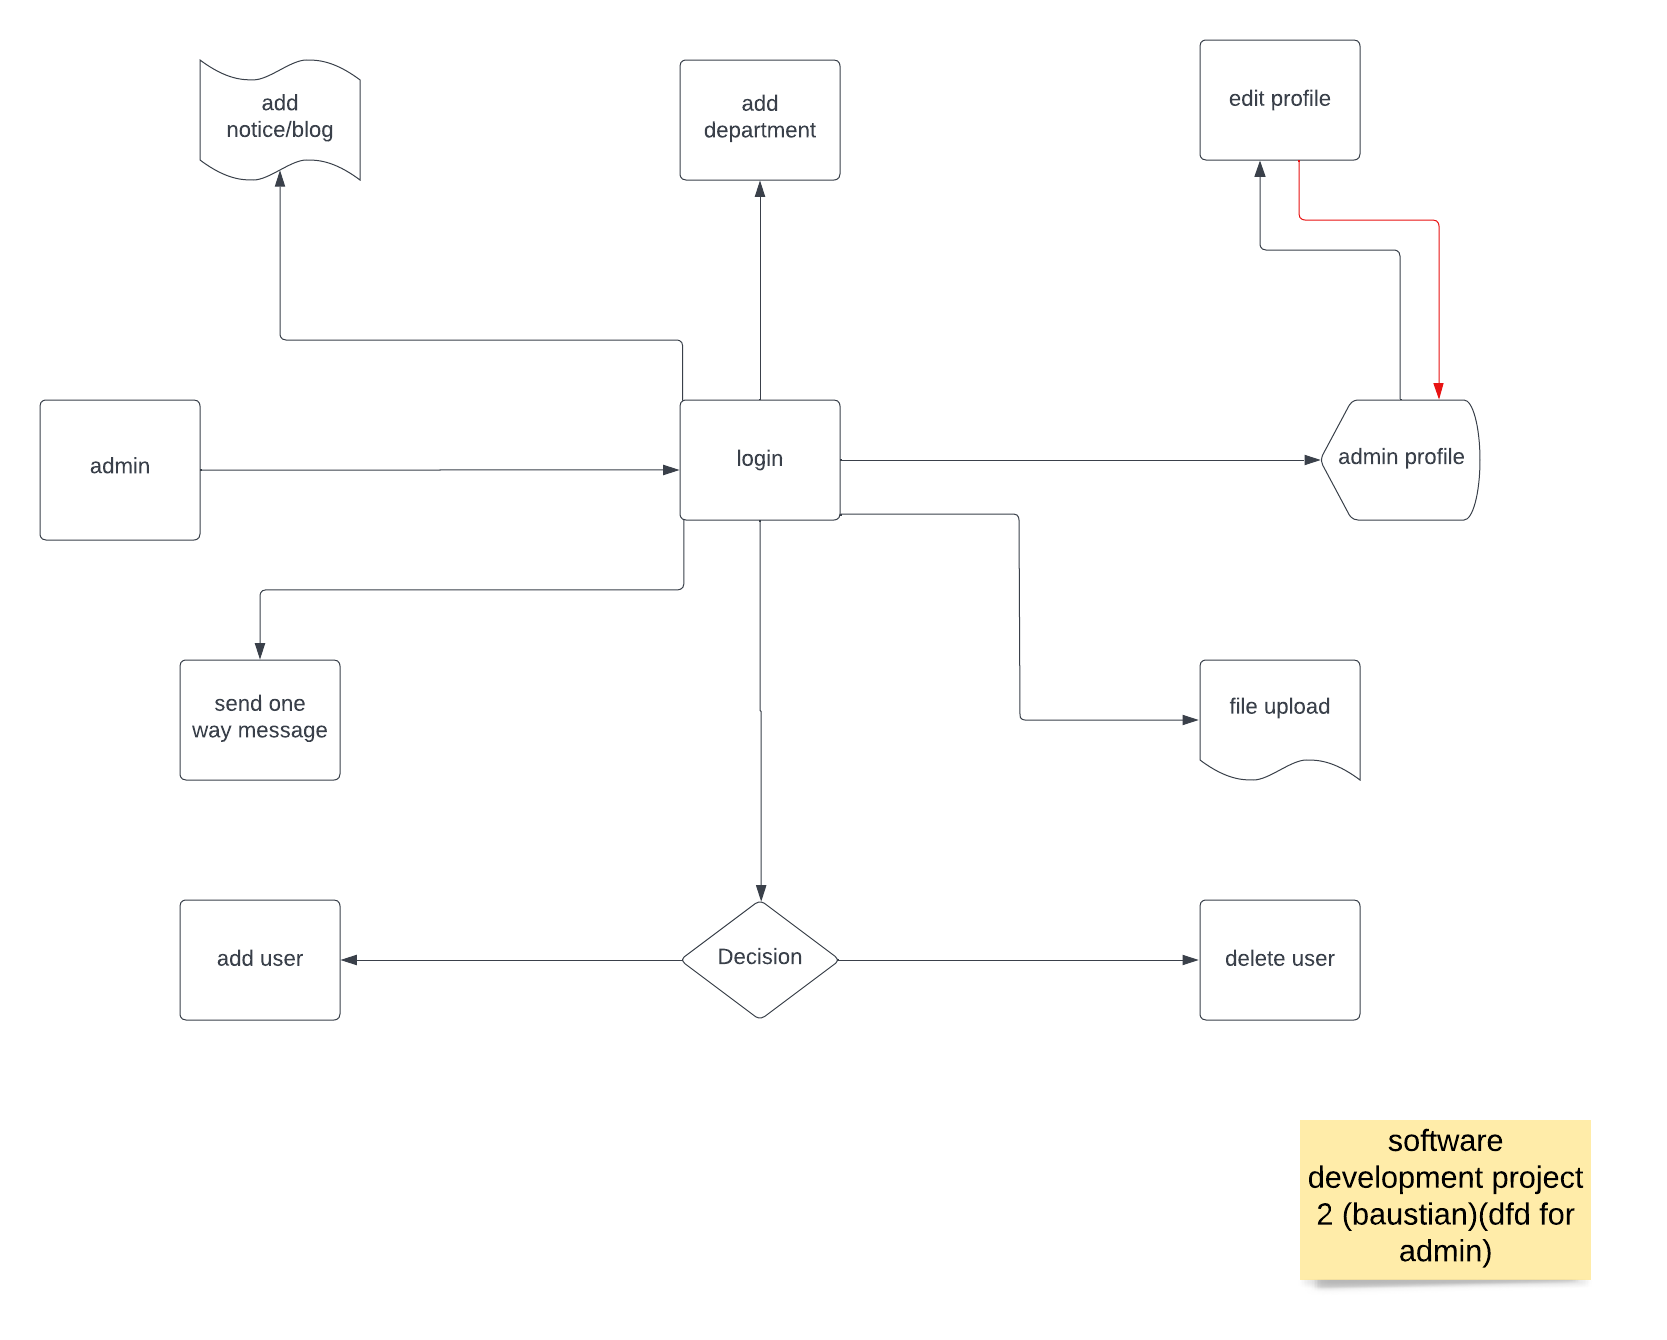 add
notice/blog
add
department
edit profile
admin
login
admin profile
send one
way message
file upload
add user
Decision
delete user
software
development project
2 (baustian)(dfd for
admin)